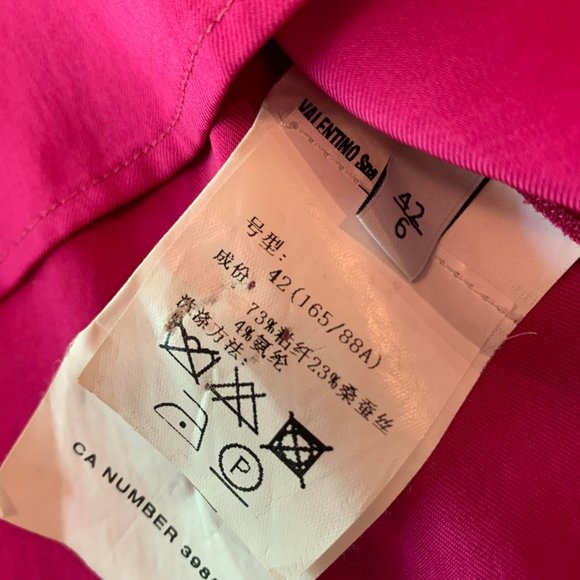 VALENTINO SpA
42
6
号型:
42(165/88A)
成份:
73%粘纤23%桑蚕丝
4%氨纶
洗涤方法:
P
CA NUMBER 398